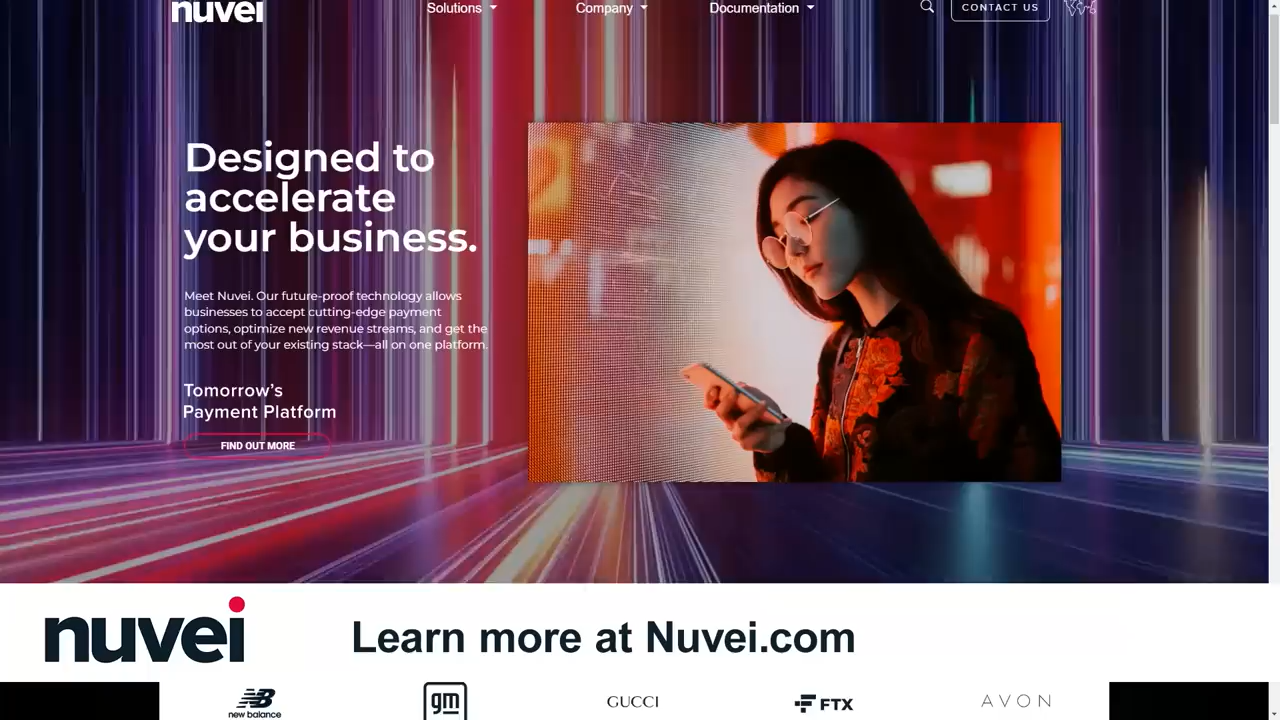 nuvei
Solutions
Company
Documentation
CONTACT US
Designed to
accelerate
your business.
Meet Nuvei. Our future-proof technology allows
businesses to accept cutting-edge payment
options, optimize new revenue streams, and get the
most out of your existing stack—all on one platform.
Tomorrow's
Payment Platform
FIND OUT MORE
nuvei
Learn more at Nuvei.com
new balance
gm
GUCCI
FTX
AVON